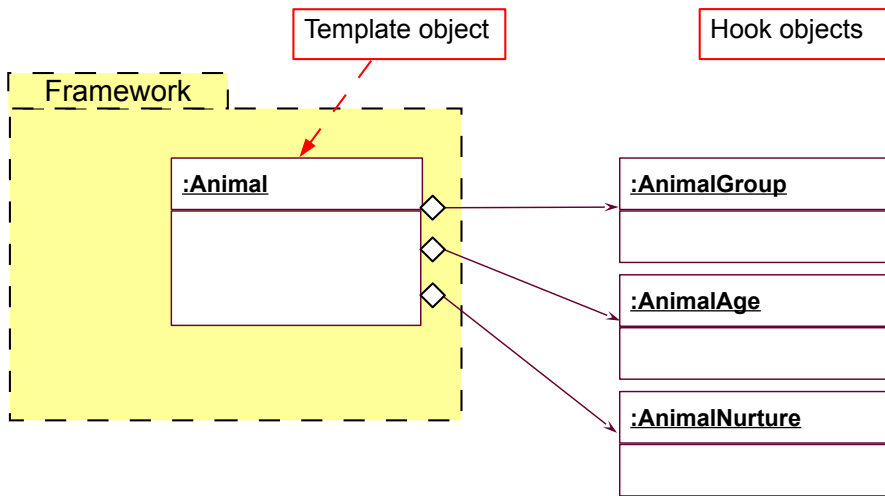 Template object
Hook objects
Framework
:Animal
:AnimalGroup
:AnimalAge
:AnimalNurture